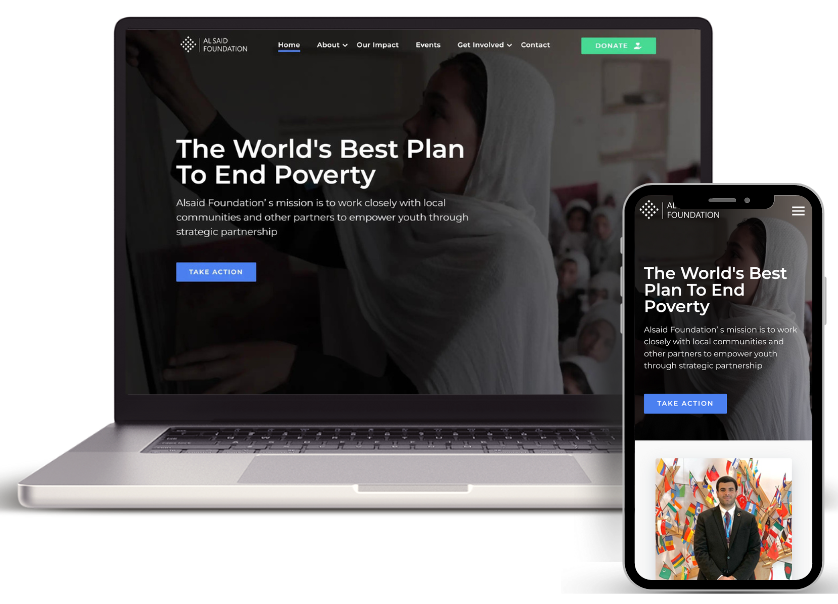 AL SAID
FOUNDATION
Home About Our Impact Events Get Involved Contact
DONATE
The World's Best Plan
To End Poverty
Alsaid Foundation' s mission is to work closely with local
communities and other partners to empower youth through
strategic partnership
TAKE ACTION
AL
FOUNDATION
The World's Best
Plan To End
Poverty
Alsaid Foundation' s mission is to work
closely with local communities and
other partners to empower youth
through strategic partnership
TAKE ACTION